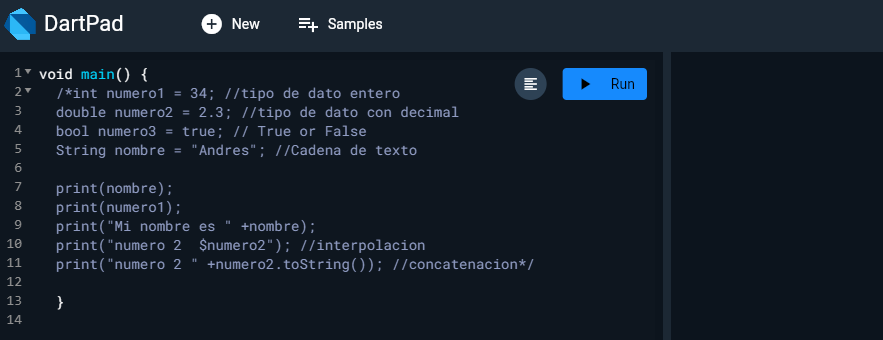 DartPad
New
Samples
Run
1 void main() {
2 /*int numero1 = 34; //tipo de dato entero
3 double numero2 = 2.3; //tipo de dato con decimal
4 bool numero3 = true; // True or False
5 String nombre = "Andres"; //Cadena de texto
6
7 print(nombre);
8 print(numero1);
9 print("Mi nombre es " +nombre);
10 print("numero 2  $numero2"); //interpolacion
11 print("numero 2 " +numero2.toString()); //concatenacion*/
12
13 }
14